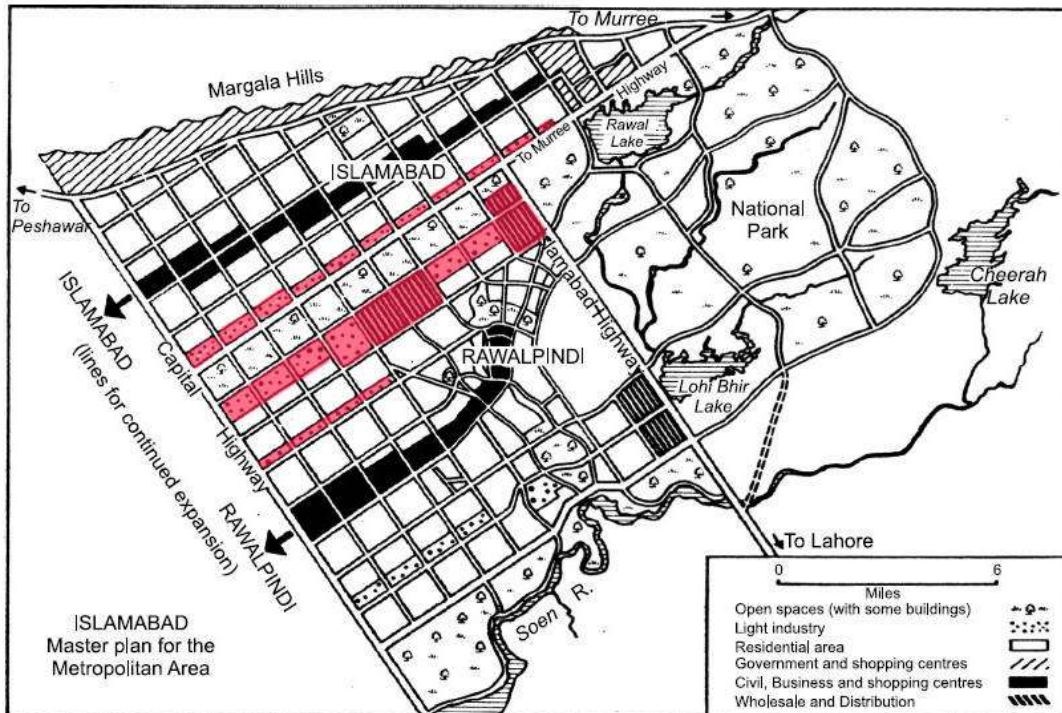 To Murree
Margala Hills
Highway
Rawal
Lake
To Murree
ISLAMABAD
To
Peshawar
National
Park
Cheerah
Lake
Islamabad Highway
ISLAMABAD
(lines for continued expansion)
RAWALPINDI
Capital
Highway
RAWALPINDI
Lohi Bhir
Lake
To Lahore
Soen R.
0 6
Miles
Open spaces (with some buildings)
Light industry
Residential area
Government and shopping centres
Civil, Business and shopping centres
Wholesale and Distribution
ISLAMABAD
Master plan for the
Metropolitan Area